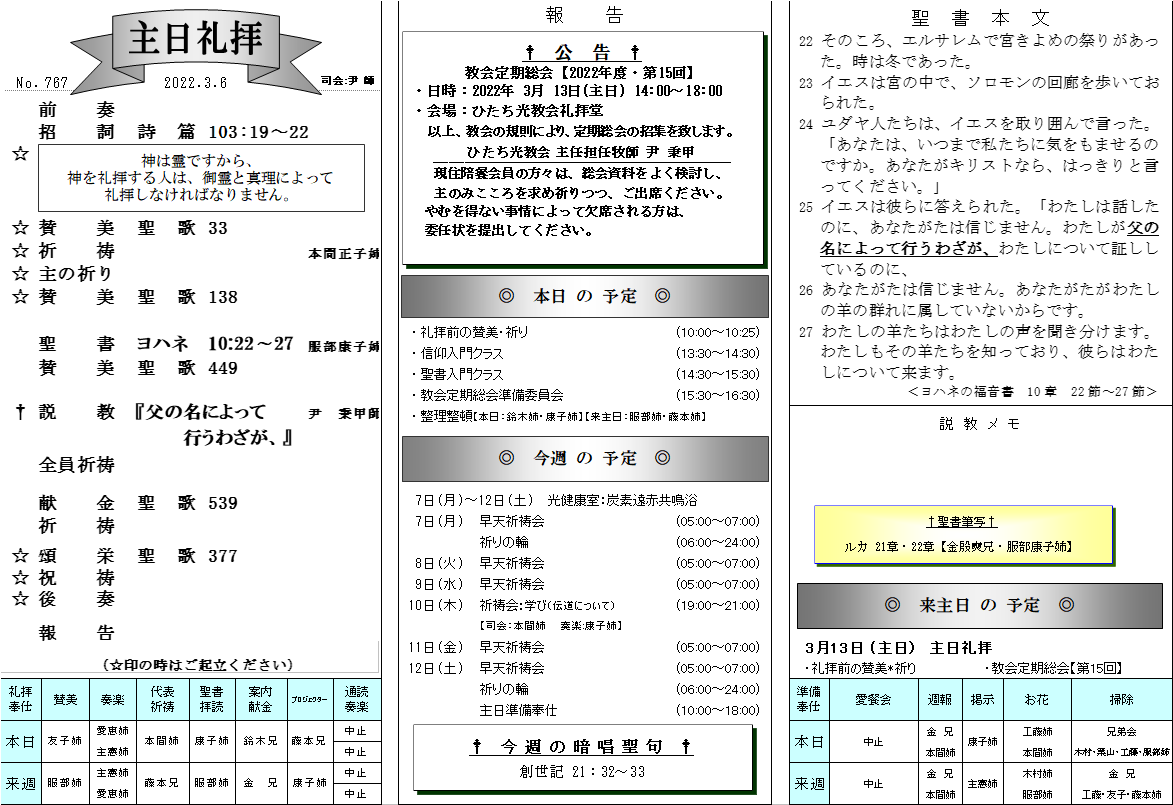 主日礼拝
No. 767
2022.3.6
司会:尹 師
前　奏
招　詞 詩　篇 103：19～22
☆
神は霊ですから、
神を礼拝する人は、御霊と真理によって
礼拝しなければなりません。
☆ 賛　美 聖　歌 33
☆ 祈　祷 本間正子姉
☆ 主の祈り
☆ 賛　美 聖　歌 138
聖　書 ヨハネ 10:22～27 服部康子姉
賛　美 聖　歌 449
† 説　教 『父の名によって 尹　秉甲師
行うわざが、』
全員祈祷
献　金 聖　歌 539
祈　祷
☆ 頌　栄 聖　歌 377
☆ 祝　祷
☆ 後　奏
報　告
(☆印の時はご起立ください)
礼拝奉仕 賛美 奏楽 代表祈祷 聖書拝読 案内献金 プロジェクター 通読奏楽
本日 友子姉 愛恵姉 主恵姉 本間姉 康子姉 鈴木兄 藤本兄 中止 中止
来週 服部姉 主恵姉 愛恵姉 藤本兄 服部姉 金　兄 康子姉 中止 中止
報　告
† 公　告 †
教会定期総会【2022年度・第15回】
・日時：2022年 3月 13日(主日) 14:00～18:00
・会場：ひたち光教会礼拝堂
以上、教会の規則により、定期総会の招集を致します。
ひたち光教会 主任担任牧師 尹 秉甲
現住陪餐会員の方々は、総会資料をよく検討し、
主のみこころを求め祈りつつ、ご出席ください。
やむを得ない事情によって欠席される方は、
委任状を提出してください。
◎ 本日 の 予定 ◎
・礼拝前の賛美・祈り (10:00～10:25)
・信仰入門クラス (13:30～14:30)
・聖書入門クラス (14:30～15:30)
・教会定期総会準備委員会 (15:30～16:30)
・整理整頓【本日：鈴木姉・康子姉】【来主日：服部姉・藤本姉】
◎ 今週 の 予定 ◎
7日(月)～12日(土) 光健康室:炭素遠赤共鳴浴
7日(月) 早天祈祷会 (05:00～07:00)
祈りの輪 (06:00～24:00)
8日(火) 早天祈祷会 (05:00～07:00)
9日(水) 早天祈祷会 (05:00～07:00)
10日(木) 祈祷会:学び(伝道について) (19:00～21:00)
【司会：本間姉 奏楽:康子姉】
11日(金) 早天祈祷会 (05:00～07:00)
12日(土) 早天祈祷会 (05:00～07:00)
祈りの輪 (06:00～24:00)
主日準備奉仕 (10:00～18:00)
† 今週の暗唱聖句 †
創世記 21：32～33
聖 書 本 文
22 そのころ、エルサレムで宮きよめの祭りがあっ
た。時は冬であった。
23 イエスは宮の中で、ソロモンの回廊を歩いてお
られた。
24 ユダヤ人たちは、イエスを取り囲んで言った。
「あなたは、いつまで私たちに気をもませるの
ですか。あなたがキリストなら、はっきりと言
ってください。」
25 イエスは彼らに答えられた。「わたしは話した
のに、あなたがたは信じません。わたしが父の
名によって行うわざが、わたしについて証しし
ているのに、
26 あなたがたは信じません。あなたがたがわたし
の羊の群れに属していないからです。
27 わたしの羊たちはわたしの声を聞き分けます。
わたしもその羊たちを知っており、彼らはわた
しについて来ます。
＜ヨハネの福音書　10 章　22 節～27 節＞
説 教 メ モ
†聖書筆写†
ルカ 21章・22章【金殷奭兄・服部康子姉】
◎ 来主日 の 予定 ◎
3月13日 (主日) 主日礼拝
・礼拝前の賛美*祈り ・教会定期総会【第15回】
準備奉仕 愛餐会 週報 掲示 お花 掃除
本日 中止 金 兄 本間姉 康子姉 工藤姉 本間姉 兄弟会 木村・栗山・工藤・服部姉
来週 中止 金 兄 本間姉 主恵姉 木村姉 服部姉 金 兄 工藤・友子・藤本姉